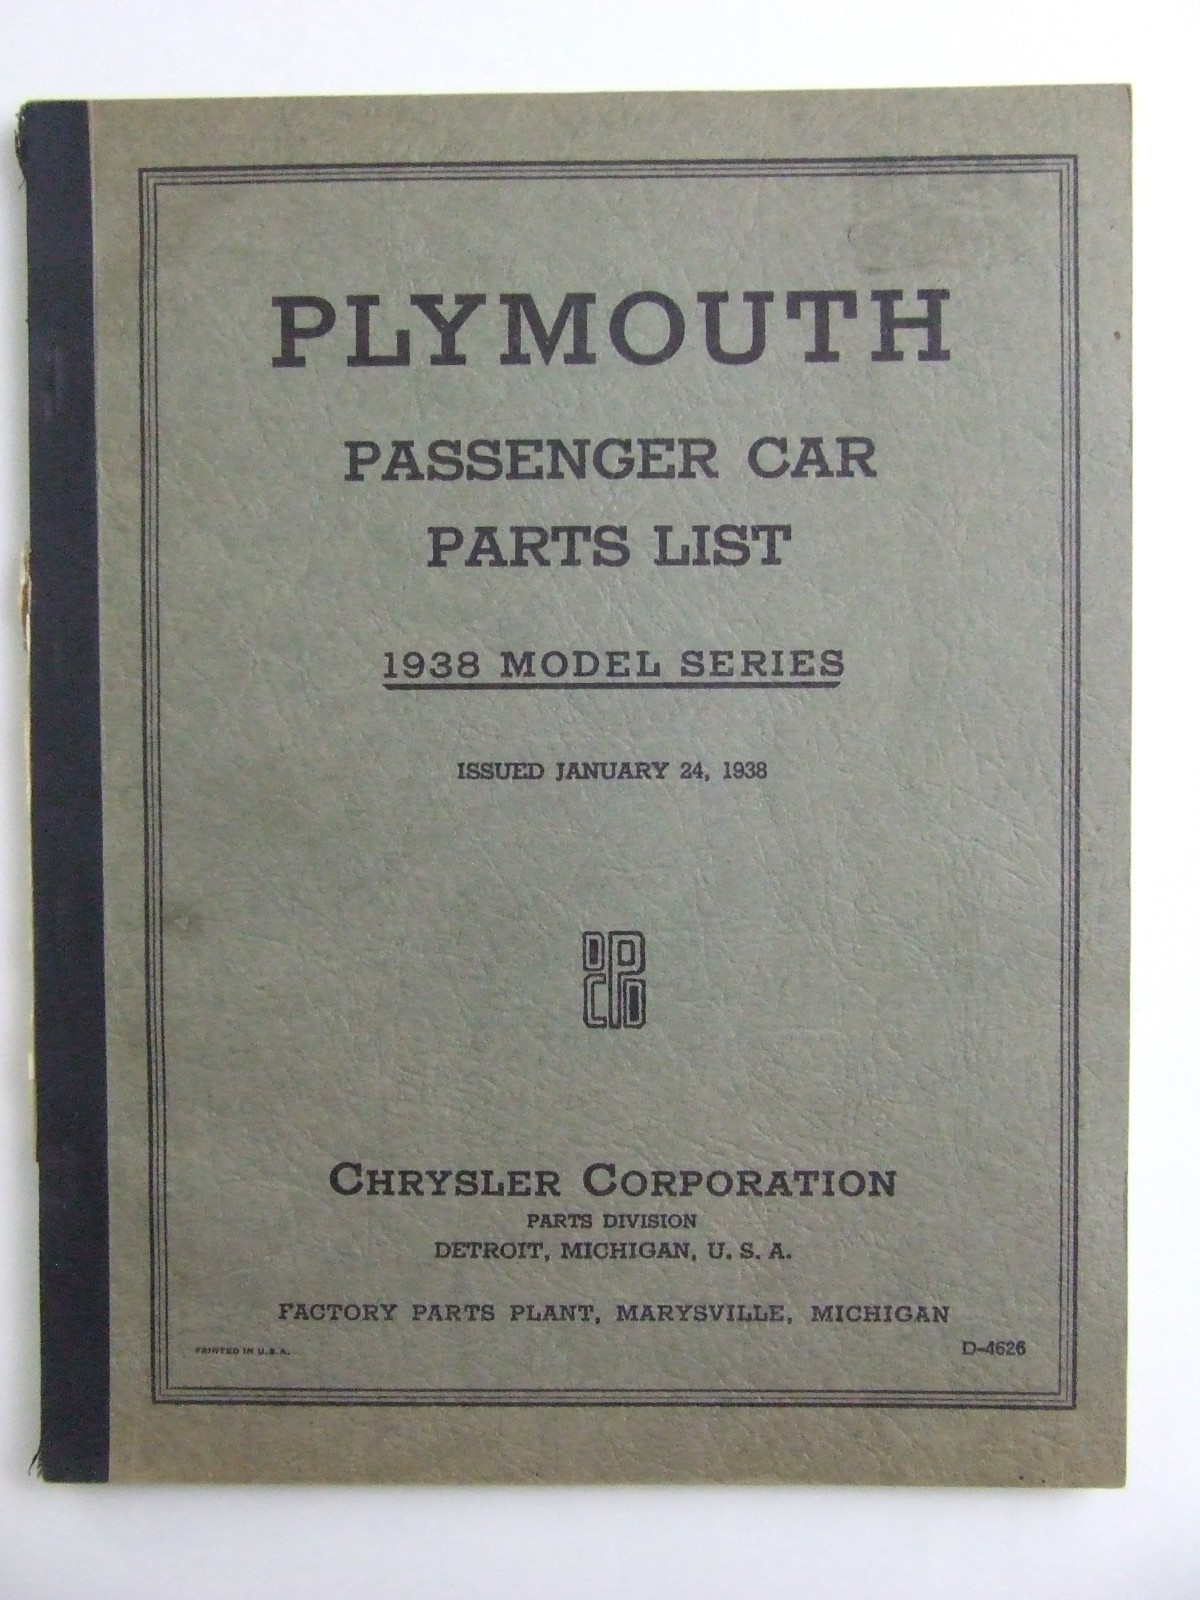 PLYMOUTH
PASSENGER CAR
PARTS LIST
1938 MODEL SERIES
ISSUED JANUARY 24, 1938
DPCD
CHRYSLER CORPORATION
PARTS DIVISION
DETROIT, MICHIGAN, U. S. A.
FACTORY PARTS PLANT, MARYSVILLE, MICHIGAN
PRINTED IN U.S.A.
D-4626